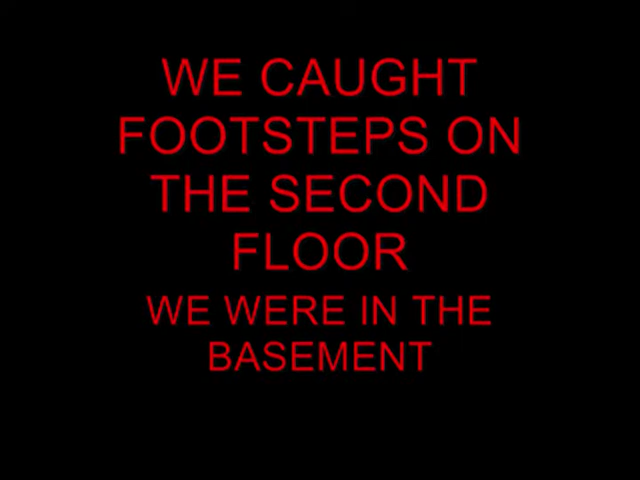 WE CAUGHT
FOOTSTEPS ON
THE SECOND
FLOOR
WE WERE IN THE
BASEMENT